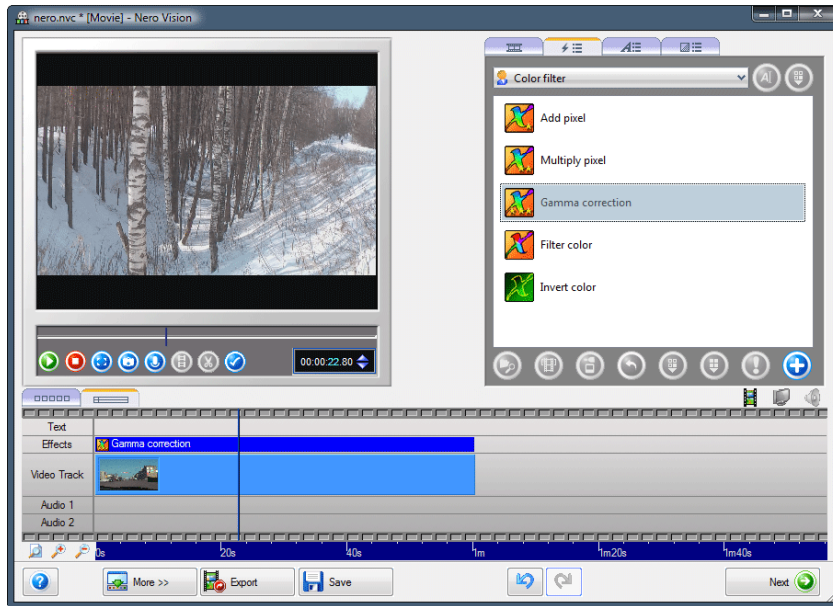 nero.nvc * [Movie] - Nero Vision
Color filter
Add pixel
Multiply pixel
Gamma correction
Filter color
Invert color
00:00:22.80
Text
Effects
Gamma correction
Video Track
Audio 1
Audio 2
0s 20s 40s 1m 1m20s 1m40s
More >>
Export
Save
Next